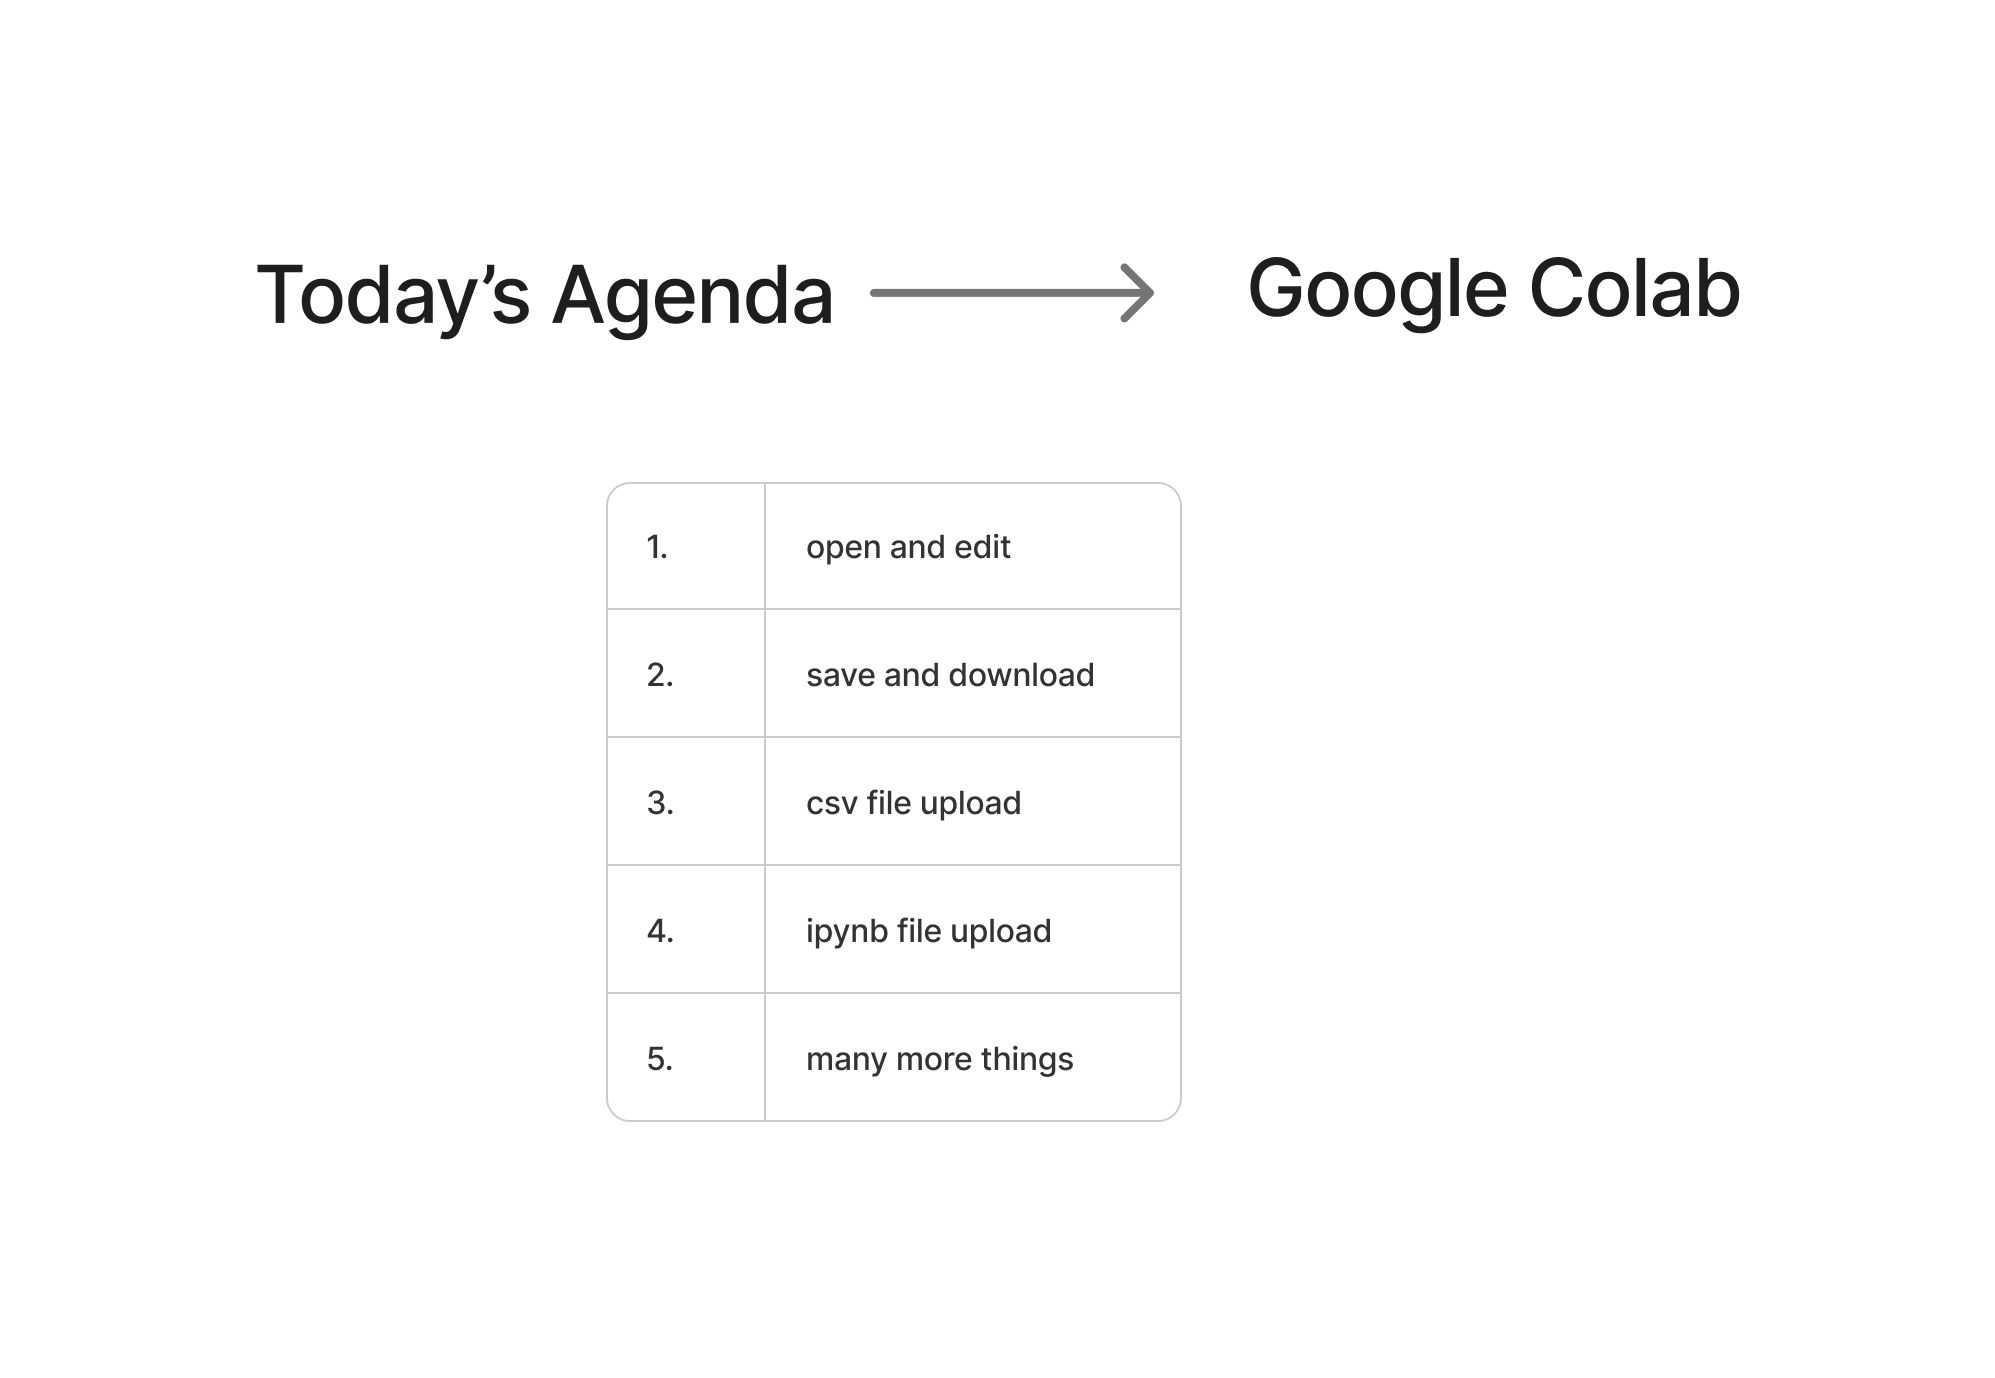 Today’s Agenda
Google Colab
1. open and edit
2. save and download
3. csv file upload
4. ipynb file upload
5. many more things